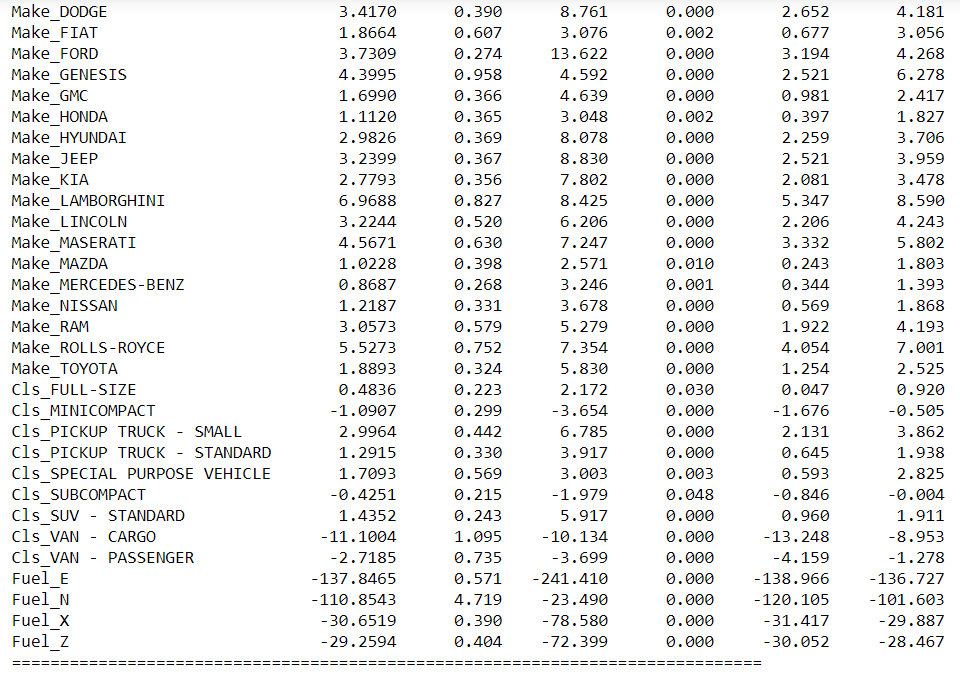 Make_DODGE 3.4170 0.390 8.761 0.000 2.652 4.181
Make_FIAT 1.8664 0.607 3.076 0.002 0.677 3.056
Make_FORD 3.7309 0.274 13.622 0.000 3.194 4.268
Make_GENESIS 4.3995 0.958 4.592 0.000 2.521 6.278
Make_GMC 1.6990 0.366 4.639 0.000 0.981 2.417
Make_HONDA 1.1120 0.365 3.048 0.002 0.397 1.827
Make_HYUNDAI 2.9826 0.369 8.078 0.000 2.259 3.706
Make_JEEP 3.2399 0.367 8.830 0.000 2.521 3.959
Make_KIA 2.7793 0.356 7.802 0.000 2.081 3.478
Make_LAMBORGHINI 6.9688 0.827 8.425 0.000 5.347 8.590
Make_LINCOLN 3.2244 0.520 6.206 0.000 2.206 4.243
Make_MASERATI 4.5671 0.630 7.247 0.000 3.332 5.802
Make_MAZDA 1.0228 0.398 2.571 0.010 0.243 1.803
Make_MERCEDES-BENZ 0.8687 0.268 3.246 0.001 0.344 1.393
Make_NISSAN 1.2187 0.331 3.678 0.000 0.569 1.868
Make_RAM 3.0573 0.579 5.279 0.000 1.922 4.193
Make_ROLLS-ROYCE 5.5273 0.752 7.354 0.000 4.054 7.001
Make_TOYOTA 1.8893 0.324 5.830 0.000 1.254 2.525
Cls_FULL-SIZE 0.4836 0.223 2.172 0.030 0.047 0.920
Cls_MINICOMPACT -1.0907 0.299 -3.654 0.000 -1.676 -0.505
Cls_PICKUP TRUCK - SMALL 2.9964 0.442 6.785 0.000 2.131 3.862
Cls_PICKUP TRUCK - STANDARD 1.2915 0.330 3.917 0.000 0.645 1.938
Cls_SPECIAL PURPOSE VEHICLE 1.7093 0.569 3.003 0.003 0.593 2.825
Cls_SUBCOMPACT -0.4251 0.215 -1.979 0.048 -0.846 -0.004
Cls_SUV - STANDARD 1.4352 0.243 5.917 0.000 0.960 1.911
Cls_VAN - CARGO -11.1004 1.095 -10.134 0.000 -13.248 -8.953
Cls_VAN - PASSENGER -2.7185 0.735 -3.699 0.000 -4.159 -1.278
Fuel_E -137.8465 0.571 -241.410 0.000 -138.966 -136.727
Fuel_N -110.8543 4.719 -23.490 0.000 -120.105 -101.603
Fuel_X -30.6519 0.390 -78.580 0.000 -31.417 -29.887
Fuel_Z -29.2594 0.404 -72.399 0.000 -30.052 -28.467
==============================================================================